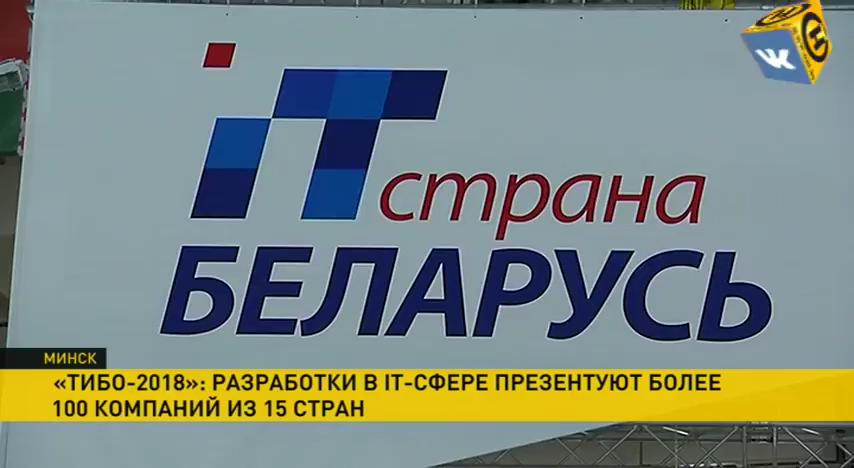 iT страна
БЕЛАРУСЬ
МИНСК
«ТИБО-2018»: РАЗРАБОТКИ В IT-СФЕРЕ ПРЕЗЕНТУЮТ БОЛЕЕ
100 КОМПАНИЙ ИЗ 15 СТРАН